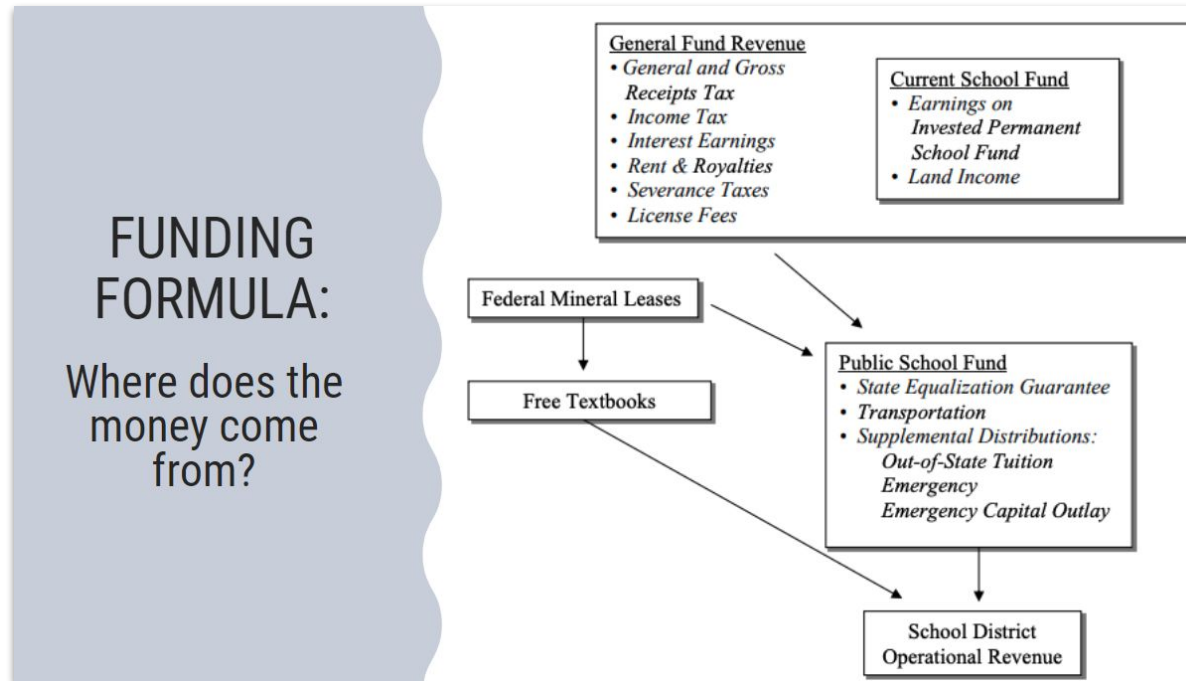 FUNDING
FORMULA:
Where does the
money come
from?
General Fund Revenue
• General and Gross
Receipts Tax
• Income Tax
• Interest Earnings
• Rent & Royalties
• Severance Taxes
• License Fees
Current School Fund
• Earnings on
Invested Permanent
School Fund
• Land Income
Federal Mineral Leases
Free Textbooks
Public School Fund
• State Equalization Guarantee
• Transportation
• Supplemental Distributions:
Out-of-State Tuition
Emergency
Emergency Capital Outlay
School District
Operational Revenue